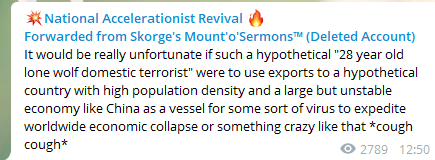 💥National Accelerationist Revival 🔥
Forwarded from Skorge's Mount'o'Sermons™ (Deleted Account)
It would be really unfortunate if such a hypothetical "28 year old
lone wolf domestic terrorist" were to use exports to a hypothetical
country with high population density and a large but unstable
economy like China as a vessel for some sort of virus to expedite
worldwide economic collapse or something crazy like that *cough
cough*
2789 12:50